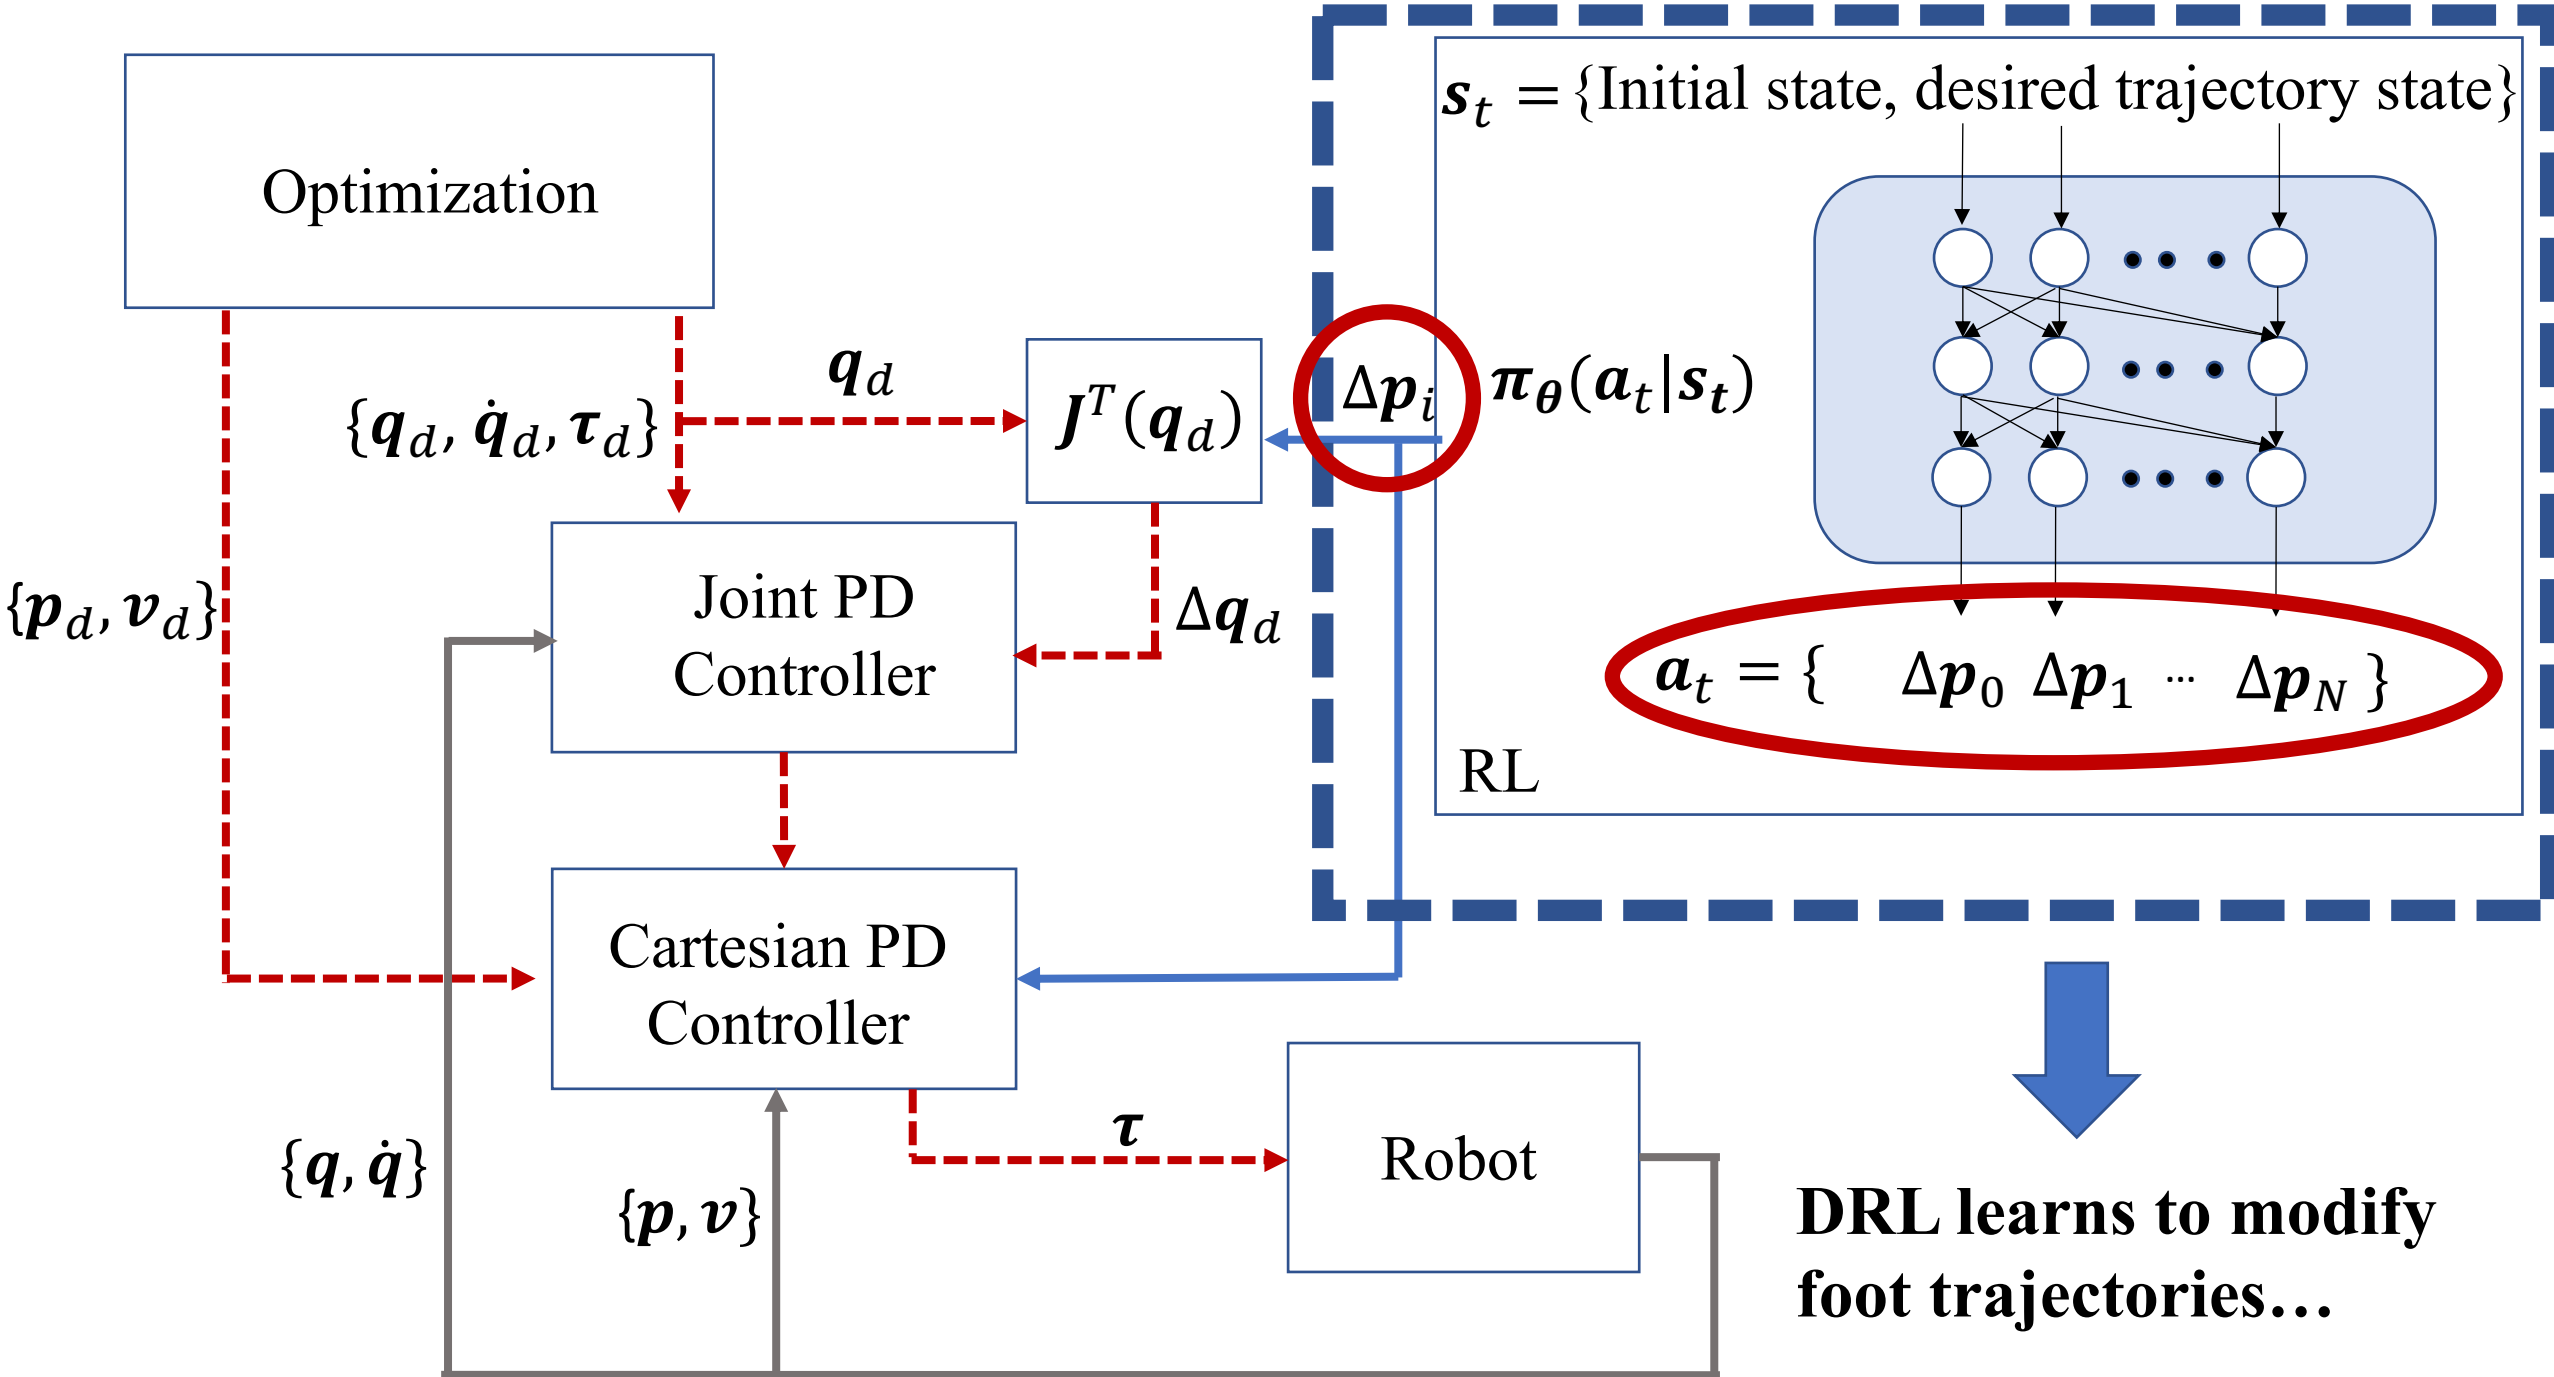 Optimization
{q_d, q̇_d, τ_d}
q_d
J^T(q_d)
{p_d, v_d}
Joint PD
Controller
Δq_d
Cartesian PD
Controller
{q, q̇}
{p, v}
τ
Robot
Δp_i
s_t = {Initial state, desired trajectory state}
π_θ(a_t|s_t)
a_t = { Δp_0 Δp_1 ... Δp_N }
RL
DRL learns to modify
foot trajectories…